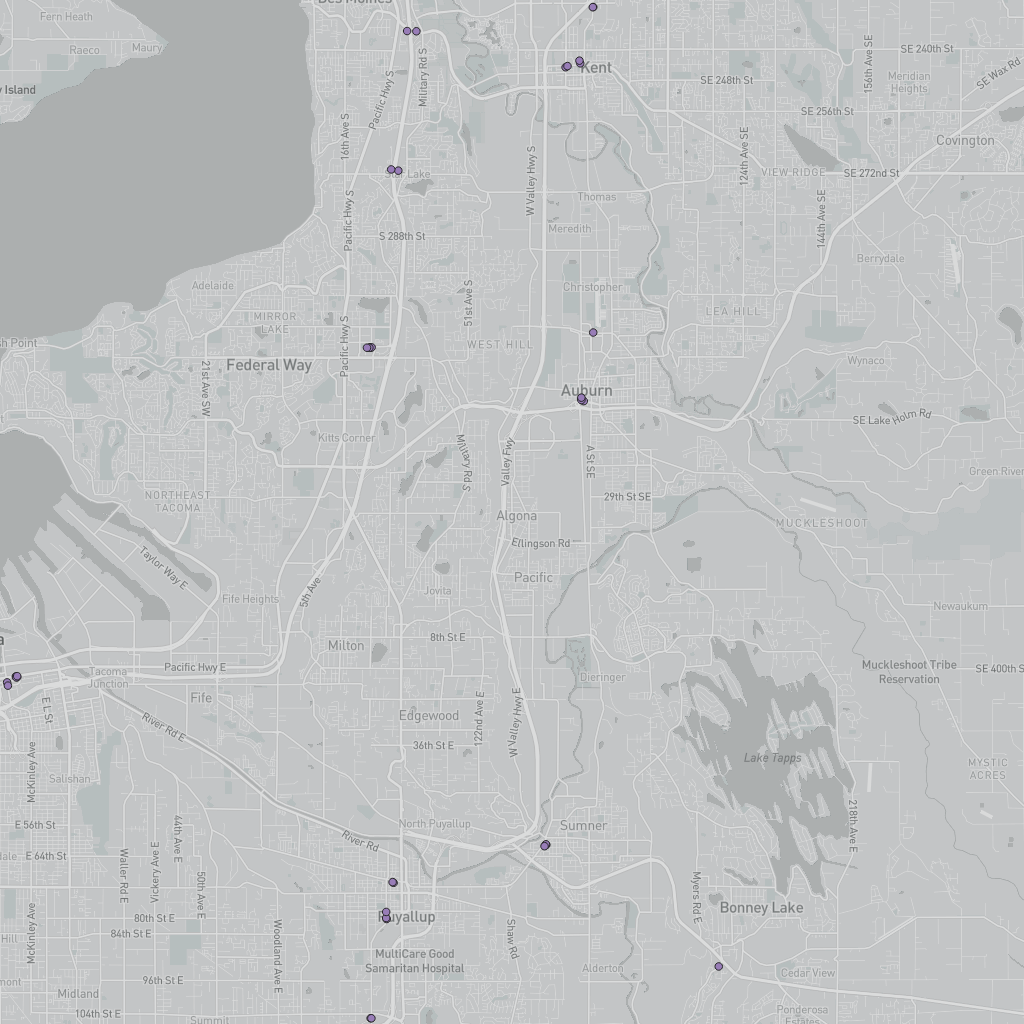 Des Moines
Fern Heath
Raeco
Maury
Island
Pacific Hwy S
Military Rd S
Kent
SE 240th St
156th Ave SE
SE 248th St
Meridian
Heights
SE Wax Rd
SE 256th St
16th Ave S
124th Ave SE
Covington
Lake
W Valley Hwy S
VIEW RIDGE
SE 272nd St
Thomas
Pacific Hwy S
S 288th St
Meredith
144th Ave SE
Berrydale
Adelaide
Christopher
51st Ave S
MIRROR
LAKE
LEA HILL
Pacific Hwy S
WEST HILL
Point
Federal Way
21st Ave SW
Wynaco
Auburn
SE Lake Holm Rd
Kitts Corner
Military Rd S
Valley Fwy
A St SE
Green River
NORTHEAST
TACOMA
29th St SE
Algona
MUCKLESHOOT
Ellingson Rd
Taylor Way E
Pacific
5th Ave
Fife Heights
Jovita
Newaukum
8th St E
Milton
Pacific Hwy E
Tacoma
Junction
Dieringer
Muckleshoot Tribe
Reservation
SE 400th S
Fife
E L St
River Rd E
Edgewood
122nd Ave E
W Valley Hwy E
36th St E
Lake Tapps
McKinley Ave
Salishan
MYSTIC
ACRES
E 56th St
44th Ave E
North Puyallup
Sumner
218th Ave E
River Rd
E 64th St
Waller Rd E
Vickery Ave E
50th Ave E
Myers Rd E
McKinley Ave
80th St E
Puyallup
Bonney Lake
84th St E
Hill
Woodland Ave E
Shaw Rd
MultiCare Good
Samaritan Hospital
Alderton
Cedar View
96th St E
Midland
104th St E
Summit
Ponderosa
Estates